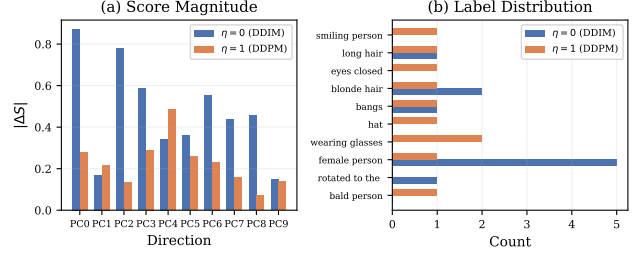 (a) Score Magnitude
|ΔS|
0.8
0.6
0.4
0.2
0.0
η = 0 (DDIM)
η = 1 (DDPM)
PC0 PC1 PC2 PC3 PC4 PC5 PC6 PC7 PC8 PC9
Direction
(b) Label Distribution
smiling person
long hair
eyes closed
blonde hair
bangs
hat
wearing glasses
female person
rotated to the
bald person
η = 0 (DDIM)
η = 1 (DDPM)
0 1 2 3 4 5
Count